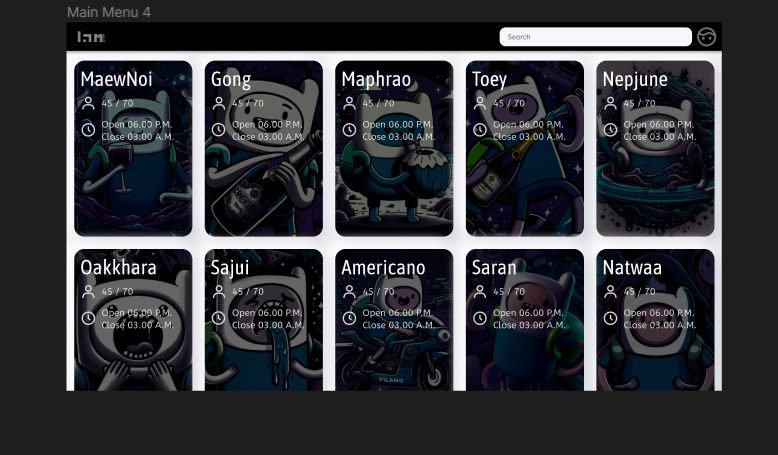 Main Menu 4
Search
MaewNoi
45 / 70
Open 06.00 P.M.
Close 03.00 A.M.
Gong
45 / 70
Open 06.00 P.M.
Close 03.00 A.M.
Maphrao
45 / 70
Open 06.00 P.M.
Close 03.00 A.M.
Toey
45 / 70
Open 06.00 P.M.
Close 03.00 A.M.
Nepjune
45 / 70
Open 06.00 P.M.
Close 03.00 A.M.
Oakkhara
45 / 70
Open 06.00 P.M.
Close 03.00 A.M.
Sajui
45 / 70
Open 06.00 P.M.
Close 03.00 A.M.
Americano
45 / 70
Open 06.00 P.M.
Close 03.00 A.M.
FILANO
Saran
45 / 70
Open 06.00 P.M.
Close 03.00 A.M.
Natwaa
45 / 70
Open 06.00 P.M.
Close 03.00 A.M.